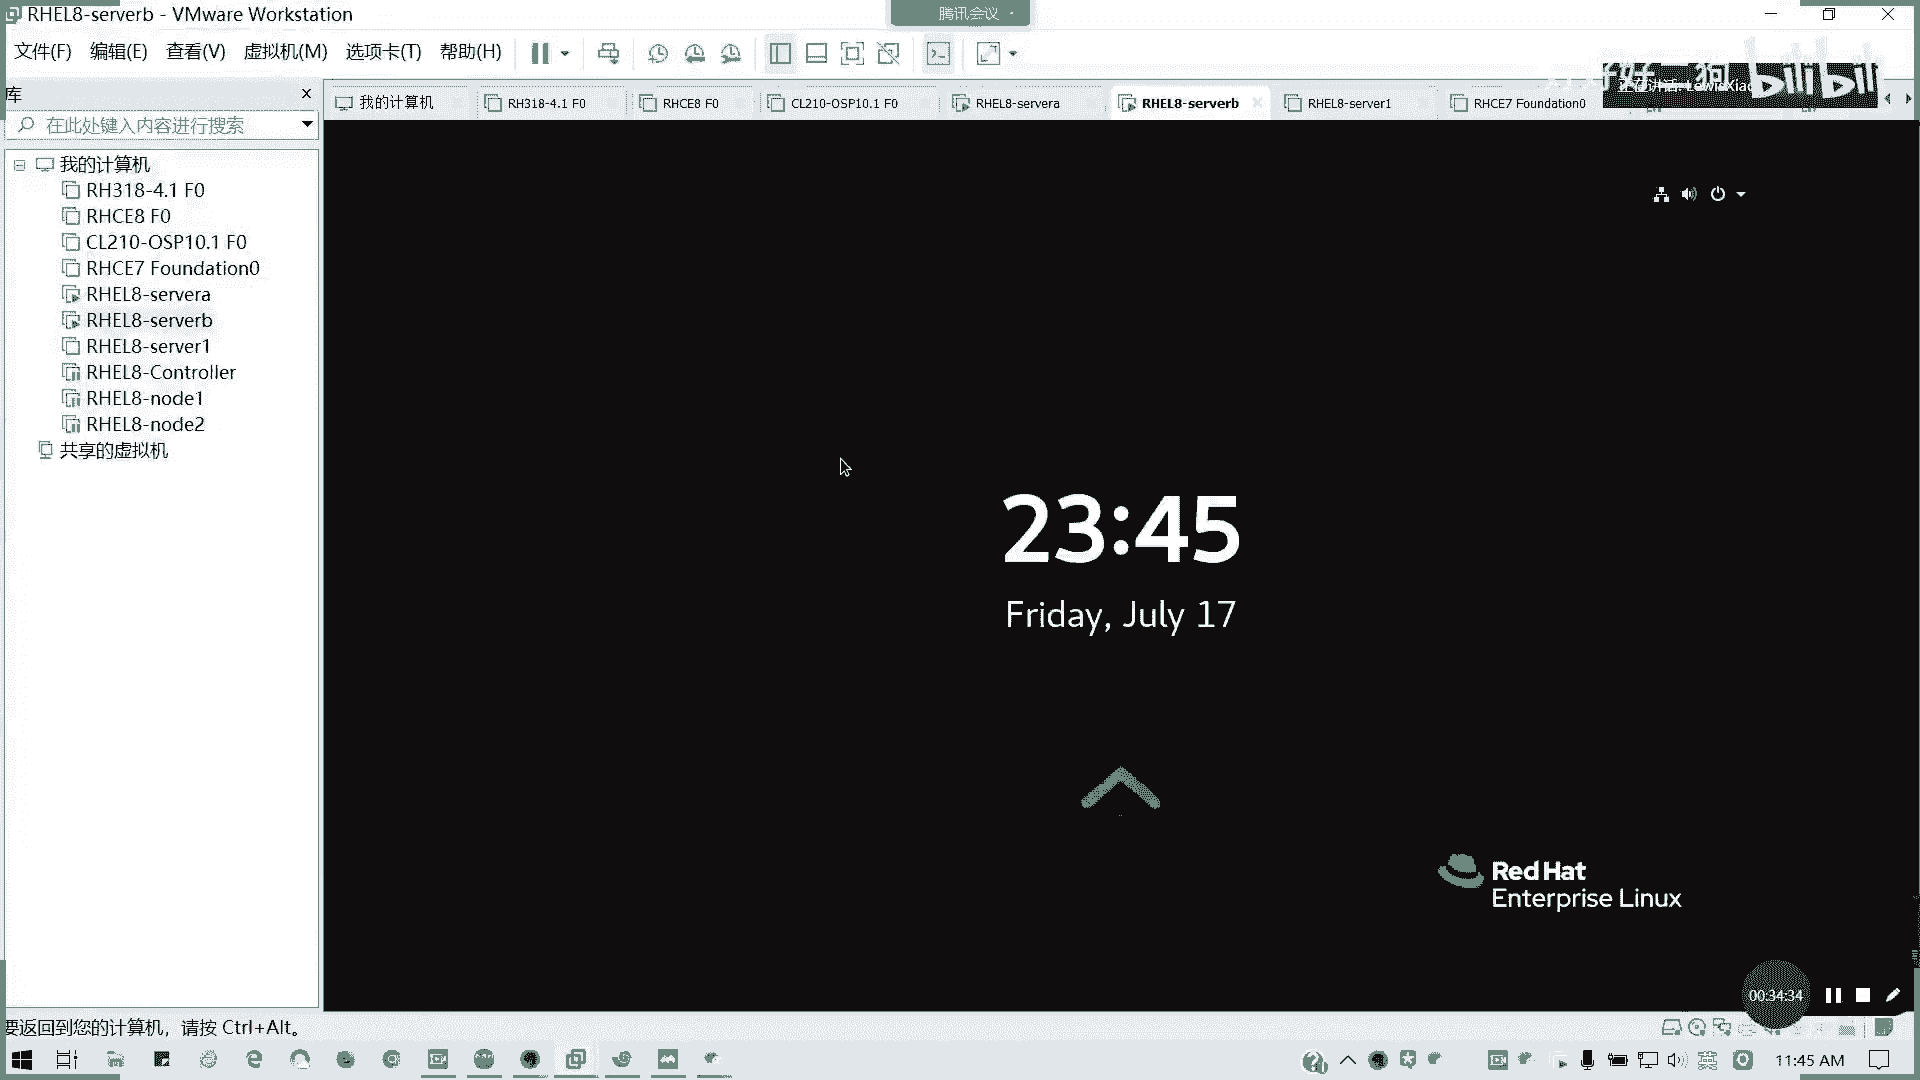 RHEL8-serverb - VMware Workstation
腾讯会议
文件(F) 编辑(E) 查看(V) 虚拟机(M) 选项卡(T) 帮助(H)
库
在此处键入内容进行搜索
我的计算机
RH318-4.1 F0
RHCE8 F0
CL210-OSP10.1 F0
RHCE7 Foundation0
RHEL8-servera
RHEL8-serverb
RHEL8-server1
RHEL8-Controller
RHEL8-node1
RHEL8-node2
共享的虚拟机
我的计算机 RH318-4.1 F0 RHCE8 F0 CL210-OSP10.1 F0 RHEL8-servera RHEL8-serverb RHEL8-server1 RHCE7 Foundation0
bilibili
23:45
Friday, July 17
Red Hat
Enterprise Linux
00:34:34
要返回到您的计算机，请按 Ctrl+Alt。
英
11:45 AM